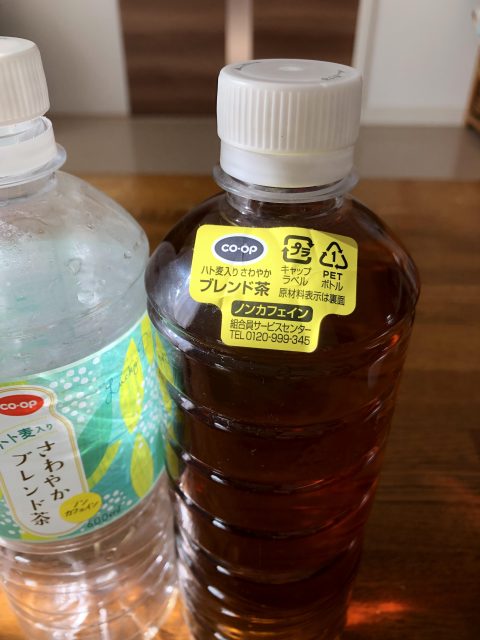 co-op
ハト麦入りさわやか
ブレンド茶
プラ
キャップ
ラベル
1
PET
ボトル
原材料表示は裏面
ノンカフェイン
組合員サービスセンター
TEL 0120-999-345
co-op
ハト麦入り
さわやか
ブレンド茶
ノン
カフェイン
600ml